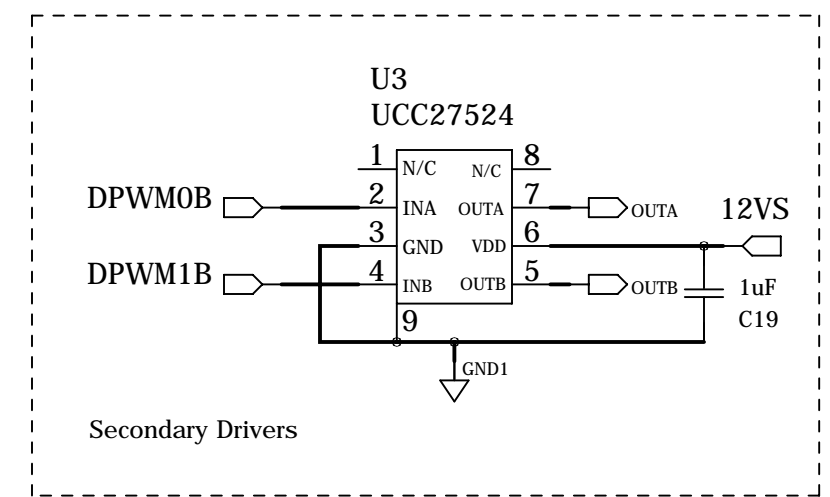 U3
UCC27524
1 N/C N/C 8
DPWM0B 2 INA OUTA 7 OUTA 12VS
3 GND VDD 6
DPWM1B 4 INB OUTB 5 OUTB 1uF
9 C19
GND1
Secondary Drivers